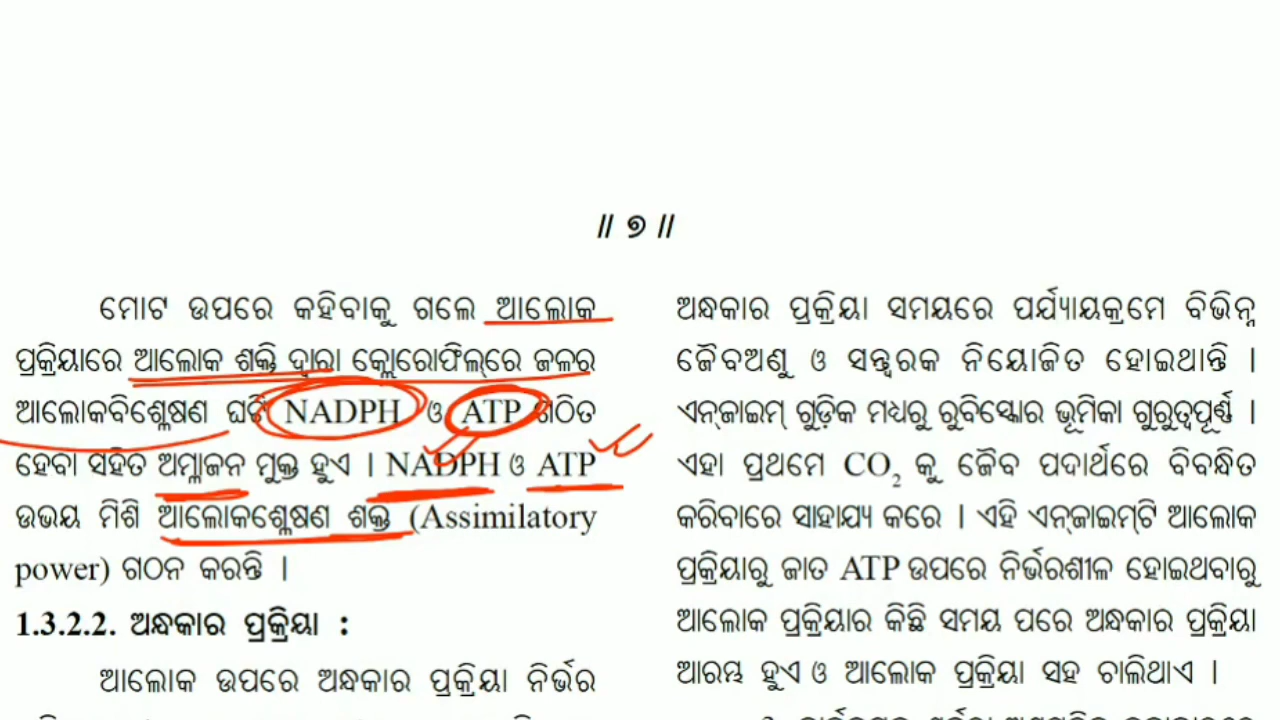 ॥ ୭ ॥
ମୋଟ ଉପରେ କହିବାକୁ ଗଲେ ଆଲୋକ
ପ୍ରକ୍ରିୟାରେ ଆଲୋକ ଶକ୍ତି ଦ୍ୱାରା କ୍ଲୋରୋଫିଲ୍‌ରେ ଜଳର
ଆଲୋକବିଶ୍ଳେଷଣ ଘଟି NADPH ଓ ATP ଗଠିତ
ହେବା ସହିତ ଅମ୍ଳଜାନ ମୁକ୍ତ ହୁଏ । NADPH ଓ ATP
ଉଭୟ ମିଶି ଆଲୋକଶ୍ଳେଷଣ ଶକ୍ତି (Assimilatory
power) ଗଠନ କରନ୍ତି ।
1.3.2.2. ଅନ୍ଧକାର ପ୍ରକ୍ରିୟା :
ଆଲୋକ ଉପରେ ଅନ୍ଧକାର ପ୍ରକ୍ରିୟା ନିର୍ଭର
ଅନ୍ଧକାର ପ୍ରକ୍ରିୟା ସମୟରେ ପର୍ଯ୍ୟାୟକ୍ରମେ ବିଭିନ୍ନ
ଜୈବଅଣୁ ଓ ସନ୍ତ୍ୱରକ ନିୟୋଜିତ ହୋଇଥାନ୍ତି ।
ଏନ୍‌ଜାଇମ୍ ଗୁଡ଼ିକ ମଧ୍ୟରୁ ରୁବିସ୍କୋର ଭୂମିକା ଗୁରୁତ୍ୱପୂର୍ଣ୍ଣ ।
ଏହା ପ୍ରଥମେ CO₂ କୁ ଜୈବ ପଦାର୍ଥରେ ବିବନ୍ଧିତ
କରିବାରେ ସାହାଯ୍ୟ କରେ । ଏହି ଏନ୍‌ଜାଇମ୍‌ଟି ଆଲୋକ
ପ୍ରକ୍ରିୟାରୁ ଜାତ ATP ଉପରେ ନିର୍ଭରଶୀଳ ହୋଇଥିବାରୁ
ଆଲୋକ ପ୍ରକ୍ରିୟାର କିଛି ସମୟ ପରେ ଅନ୍ଧକାର ପ୍ରକ୍ରିୟା
ଆରମ୍ଭ ହୁଏ ଓ ଆଲୋକ ପ୍ରକ୍ରିୟା ସହ ଚାଲିଥାଏ ।